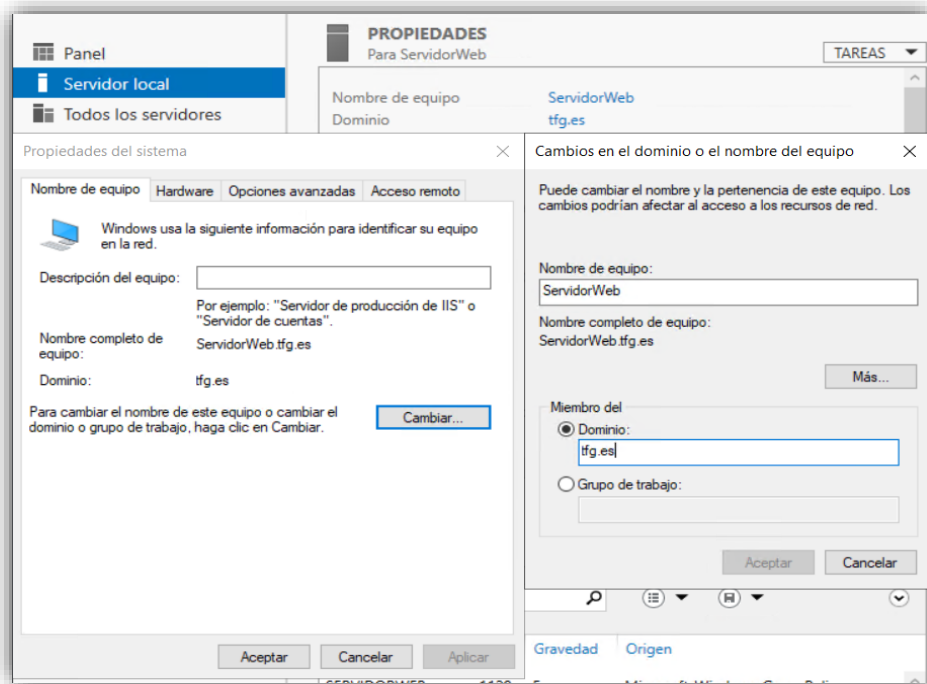 Panel
Servidor local
Todos los servidores
PROPIEDADES
Para ServidorWeb
TAREAS
Nombre de equipo ServidorWeb
Dominio tfg.es
Propiedades del sistema
Nombre de equipo Hardware Opciones avanzadas Acceso remoto
Windows usa la siguiente información para identificar su equipo
en la red.
Descripción del equipo:
Por ejemplo: "Servidor de producción de IIS" o
"Servidor de cuentas".
Nombre completo de
equipo:
ServidorWeb.tfg.es
Dominio: tfg.es
Para cambiar el nombre de este equipo o cambiar el
dominio o grupo de trabajo, haga clic en Cambiar.
Cambiar...
Aceptar Cancelar Aplicar
Cambios en el dominio o el nombre del equipo
Puede cambiar el nombre y la pertenencia de este equipo. Los
cambios podrían afectar al acceso a los recursos de red.
Nombre de equipo:
ServidorWeb
Nombre completo de equipo:
ServidorWeb.tfg.es
Más...
Miembro del
Dominio:
tfg.es
Grupo de trabajo:
Aceptar Cancelar
Gravedad Origen